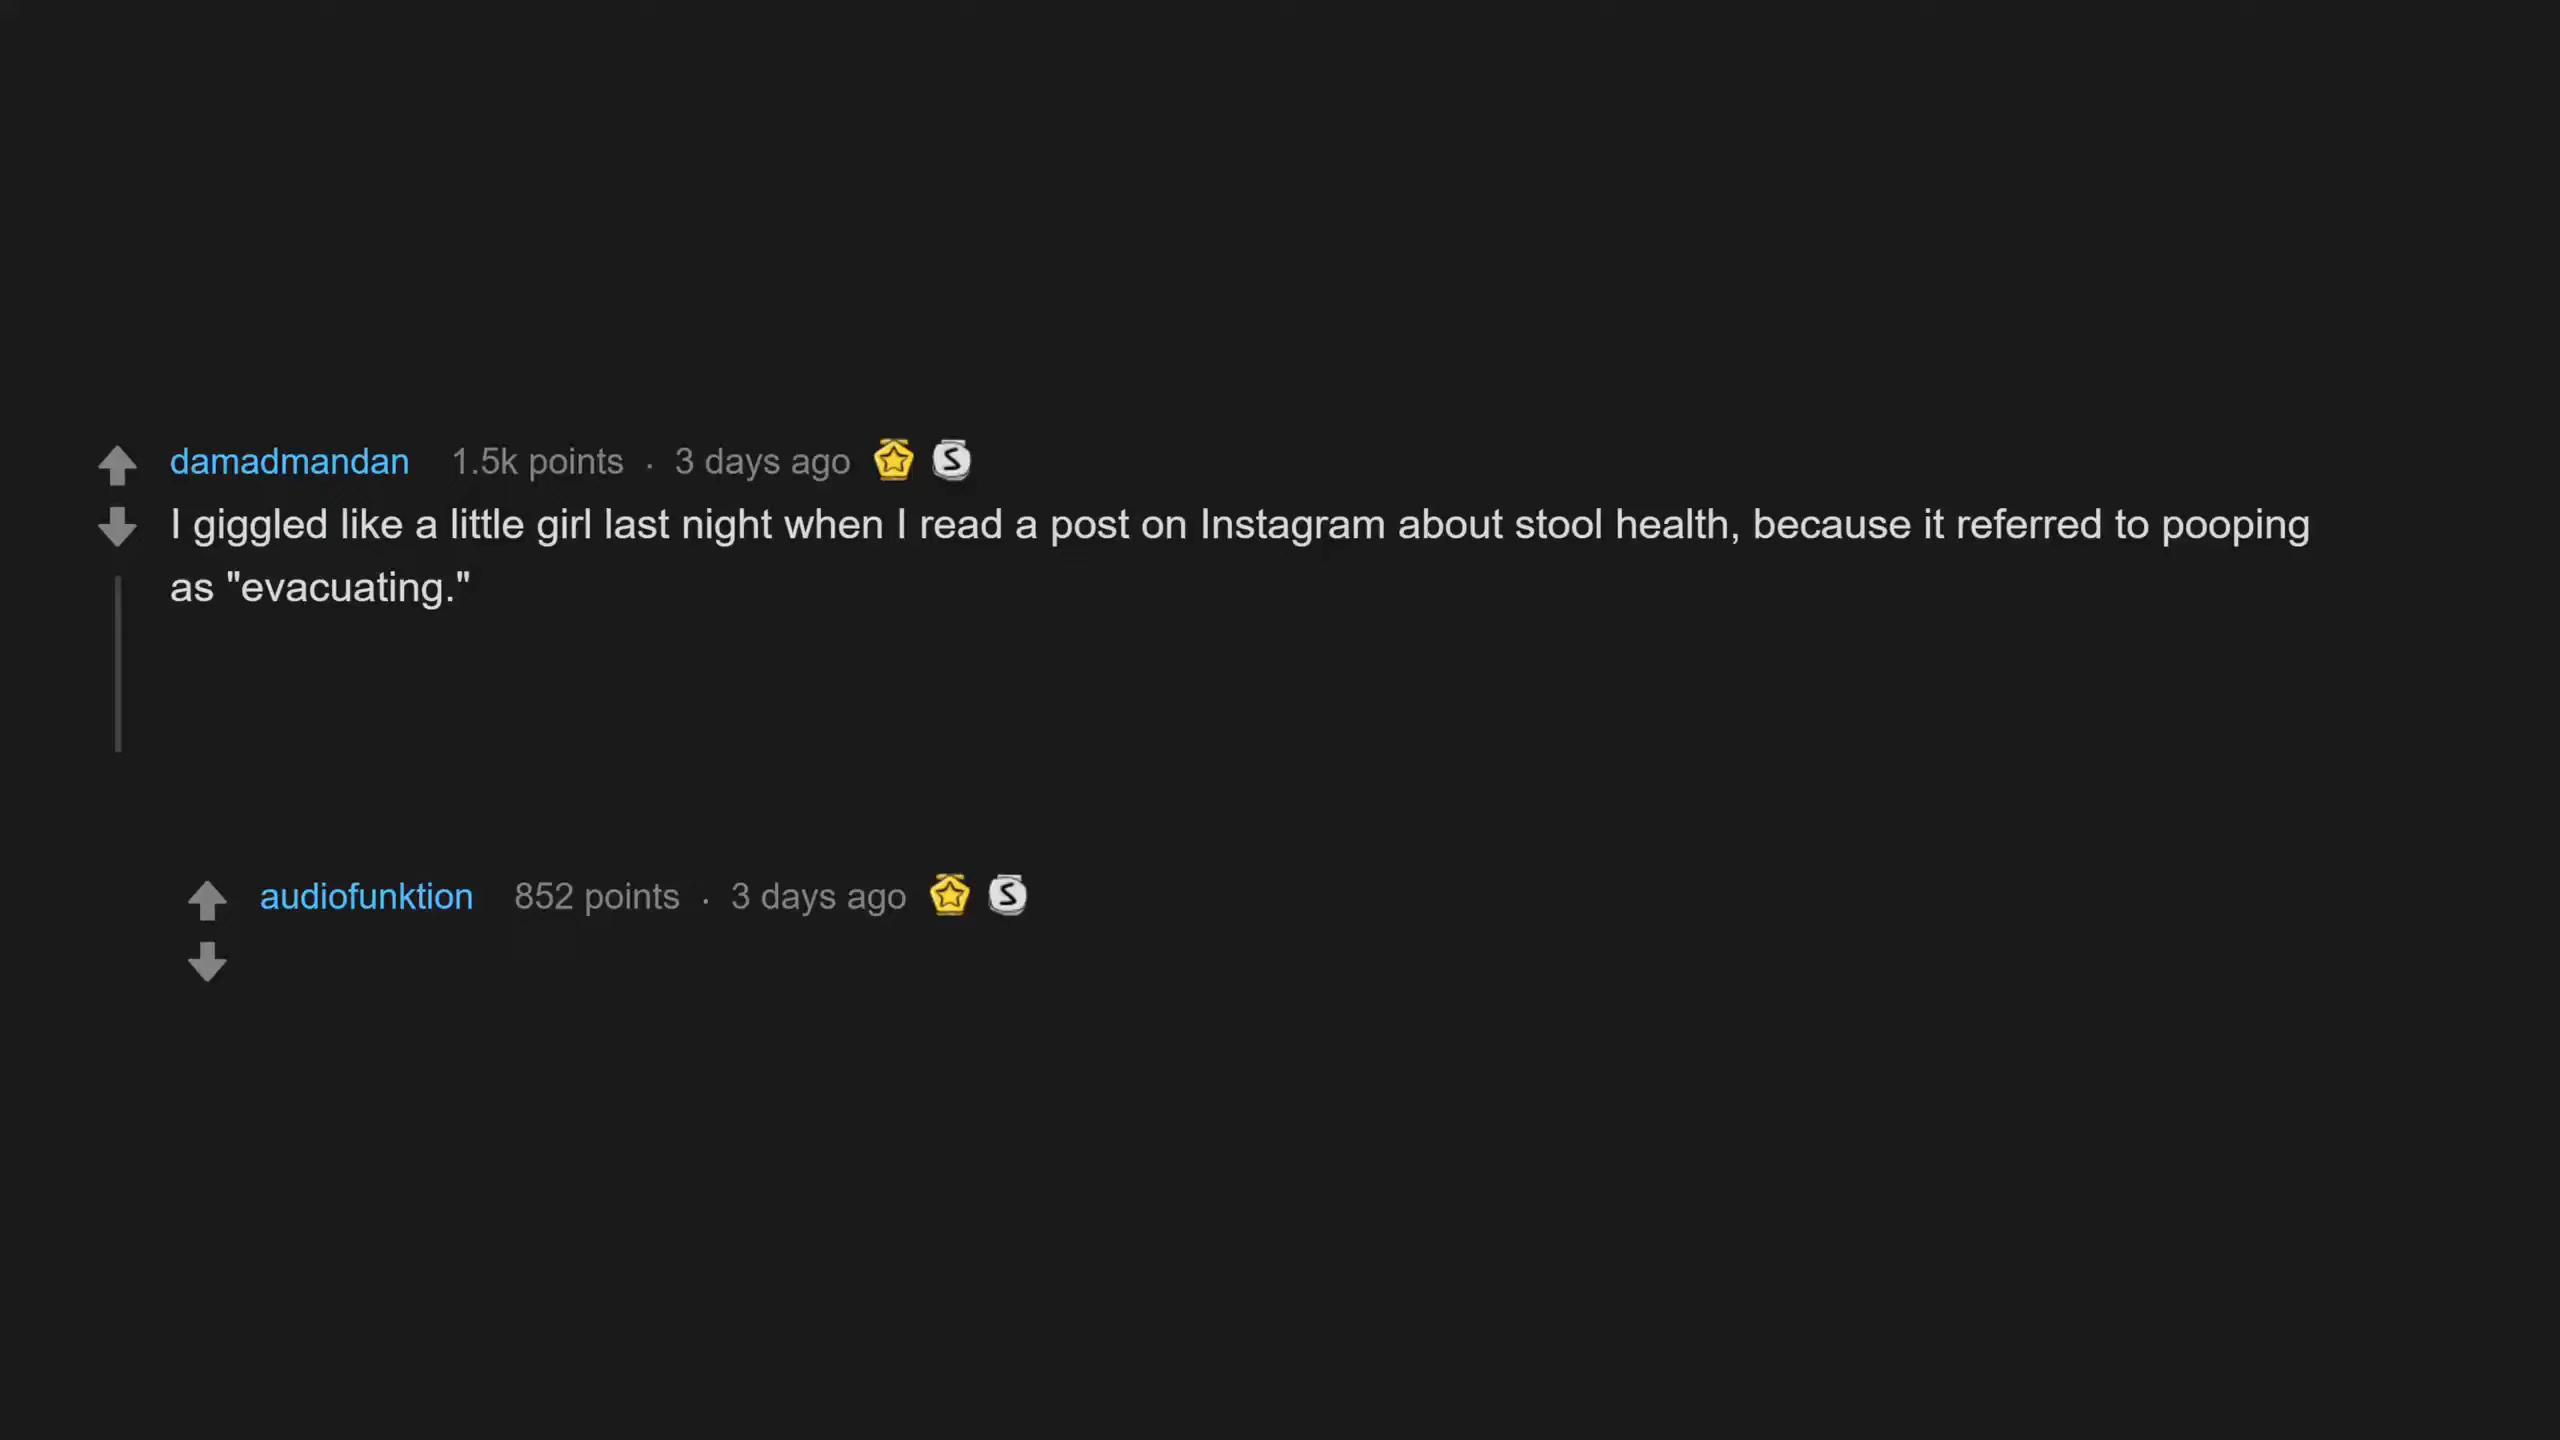 damadmandan 1.5k points · 3 days ago S
I giggled like a little girl last night when I read a post on Instagram about stool health, because it referred to pooping
as "evacuating."
audiofunktion 852 points · 3 days ago S